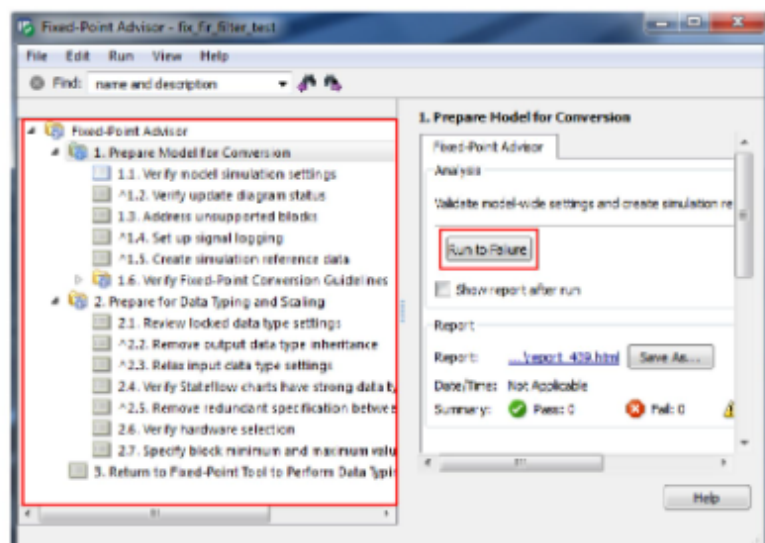 Fixed-Point Advisor - fix_fir_filter_test
File Edit Run View Help
Find: name and description
Fixed-Point Advisor
1. Prepare Model for Conversion
1.1. Verify model simulation settings
^1.2. Verify update diagram status
1.3. Address unsupported blocks
^1.4. Set up signal logging
^1.5. Create simulation reference data
1.6. Verify Fixed-Point Conversion Guidelines
2. Prepare for Data Typing and Scaling
2.1. Review locked data type settings
^2.2. Remove output data type inheritance
^2.3. Relax input data type settings
2.4. Verify Stateflow charts have strong data ty
^2.5. Remove redundant specification betwee
2.6. Verify hardware selection
2.7. Specify block minimum and maximum valu
3. Return to Fixed-Point Tool to Perform Data Typin
1. Prepare Model for Conversion
Fixed-Point Advisor
Analysis
Validate model-wide settings and create simulation re
Run to Failure
Show report after run
Report
Report: ...\report_439.html Save As...
Date/Time: Not Applicable
Summary: Pass: 0 Fail: 0
Help